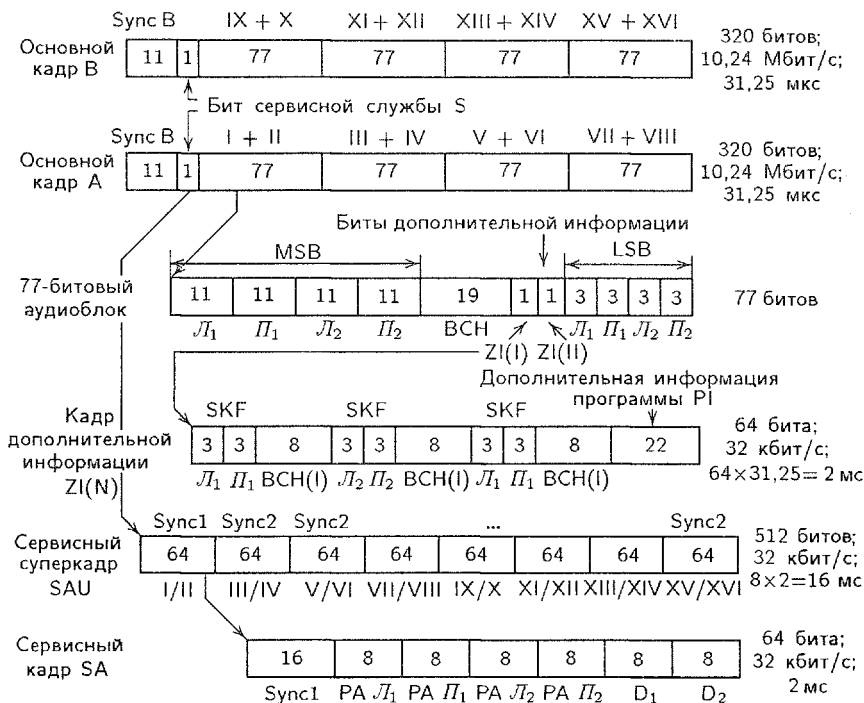 Sync B IX + X XI + XII XIII + XIV XV + XVI
Основной кадр B 11 1 77 77 77 77 320 битов; 10,24 Мбит/с; 31,25 мкс
Бит сервисной службы S
Sync B I + II III + IV V + VI VII + VIII
Основной кадр A 11 1 77 77 77 77 320 битов; 10,24 Мбит/с; 31,25 мкс
Биты дополнительной информации
MSB LSB
77-битовый аудиоблок 11 11 11 11 19 1 1 3 3 3 3 77 битов
Л₁ П₁ Л₂ П₂ BCH Л₁ П₁ Л₂ П₂
ZI(I) ZI(II)
Дополнительная информация программы PI
SKF SKF SKF
Кадр дополнительной информации ZI(N) 3 3 8 3 3 8 3 3 8 22 64 бита; 32 кбит/с; 64×31,25= 2 мс
Л₁ П₁ BCH(I) Л₂ П₂ BCH(I) Л₁ П₁ BCH(I)
Sync1 Sync2 Sync2 ... Sync2
Сервисный суперкадр SAU 64 64 64 64 64 64 64 64 512 битов; 32 кбит/с; 8×2=16 мс
I/II III/IV V/VI VII/VIII IX/X XI/XII XIII/XIV XV/XVI
Сервисный кадр SA 16 8 8 8 8 8 8 64 бита; 32 кбит/с; 2 мс
Sync1 PA Л₁ PA П₁ PA Л₂ PA П₂ D₁ D₂